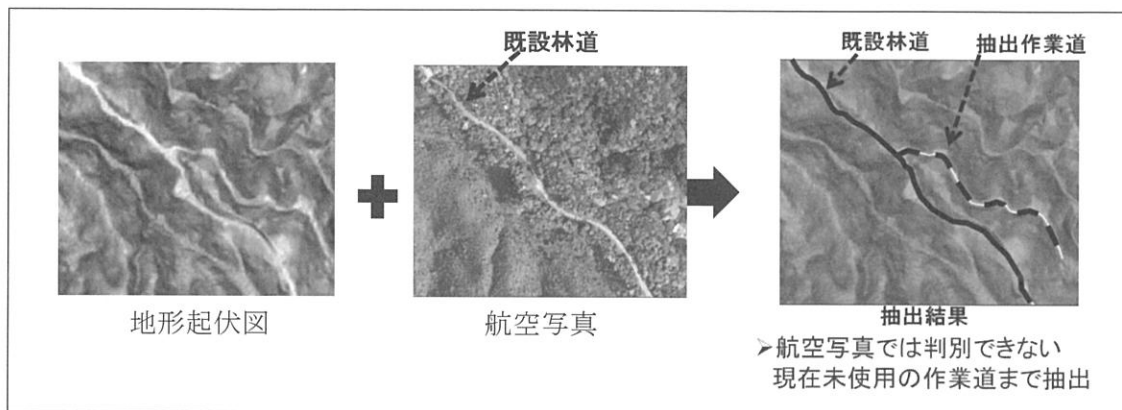 既設林道
既設林道
抽出作業道
地形起伏図
航空写真
抽出結果
➢航空写真では判別できない
現在未使用の作業道まで抽出